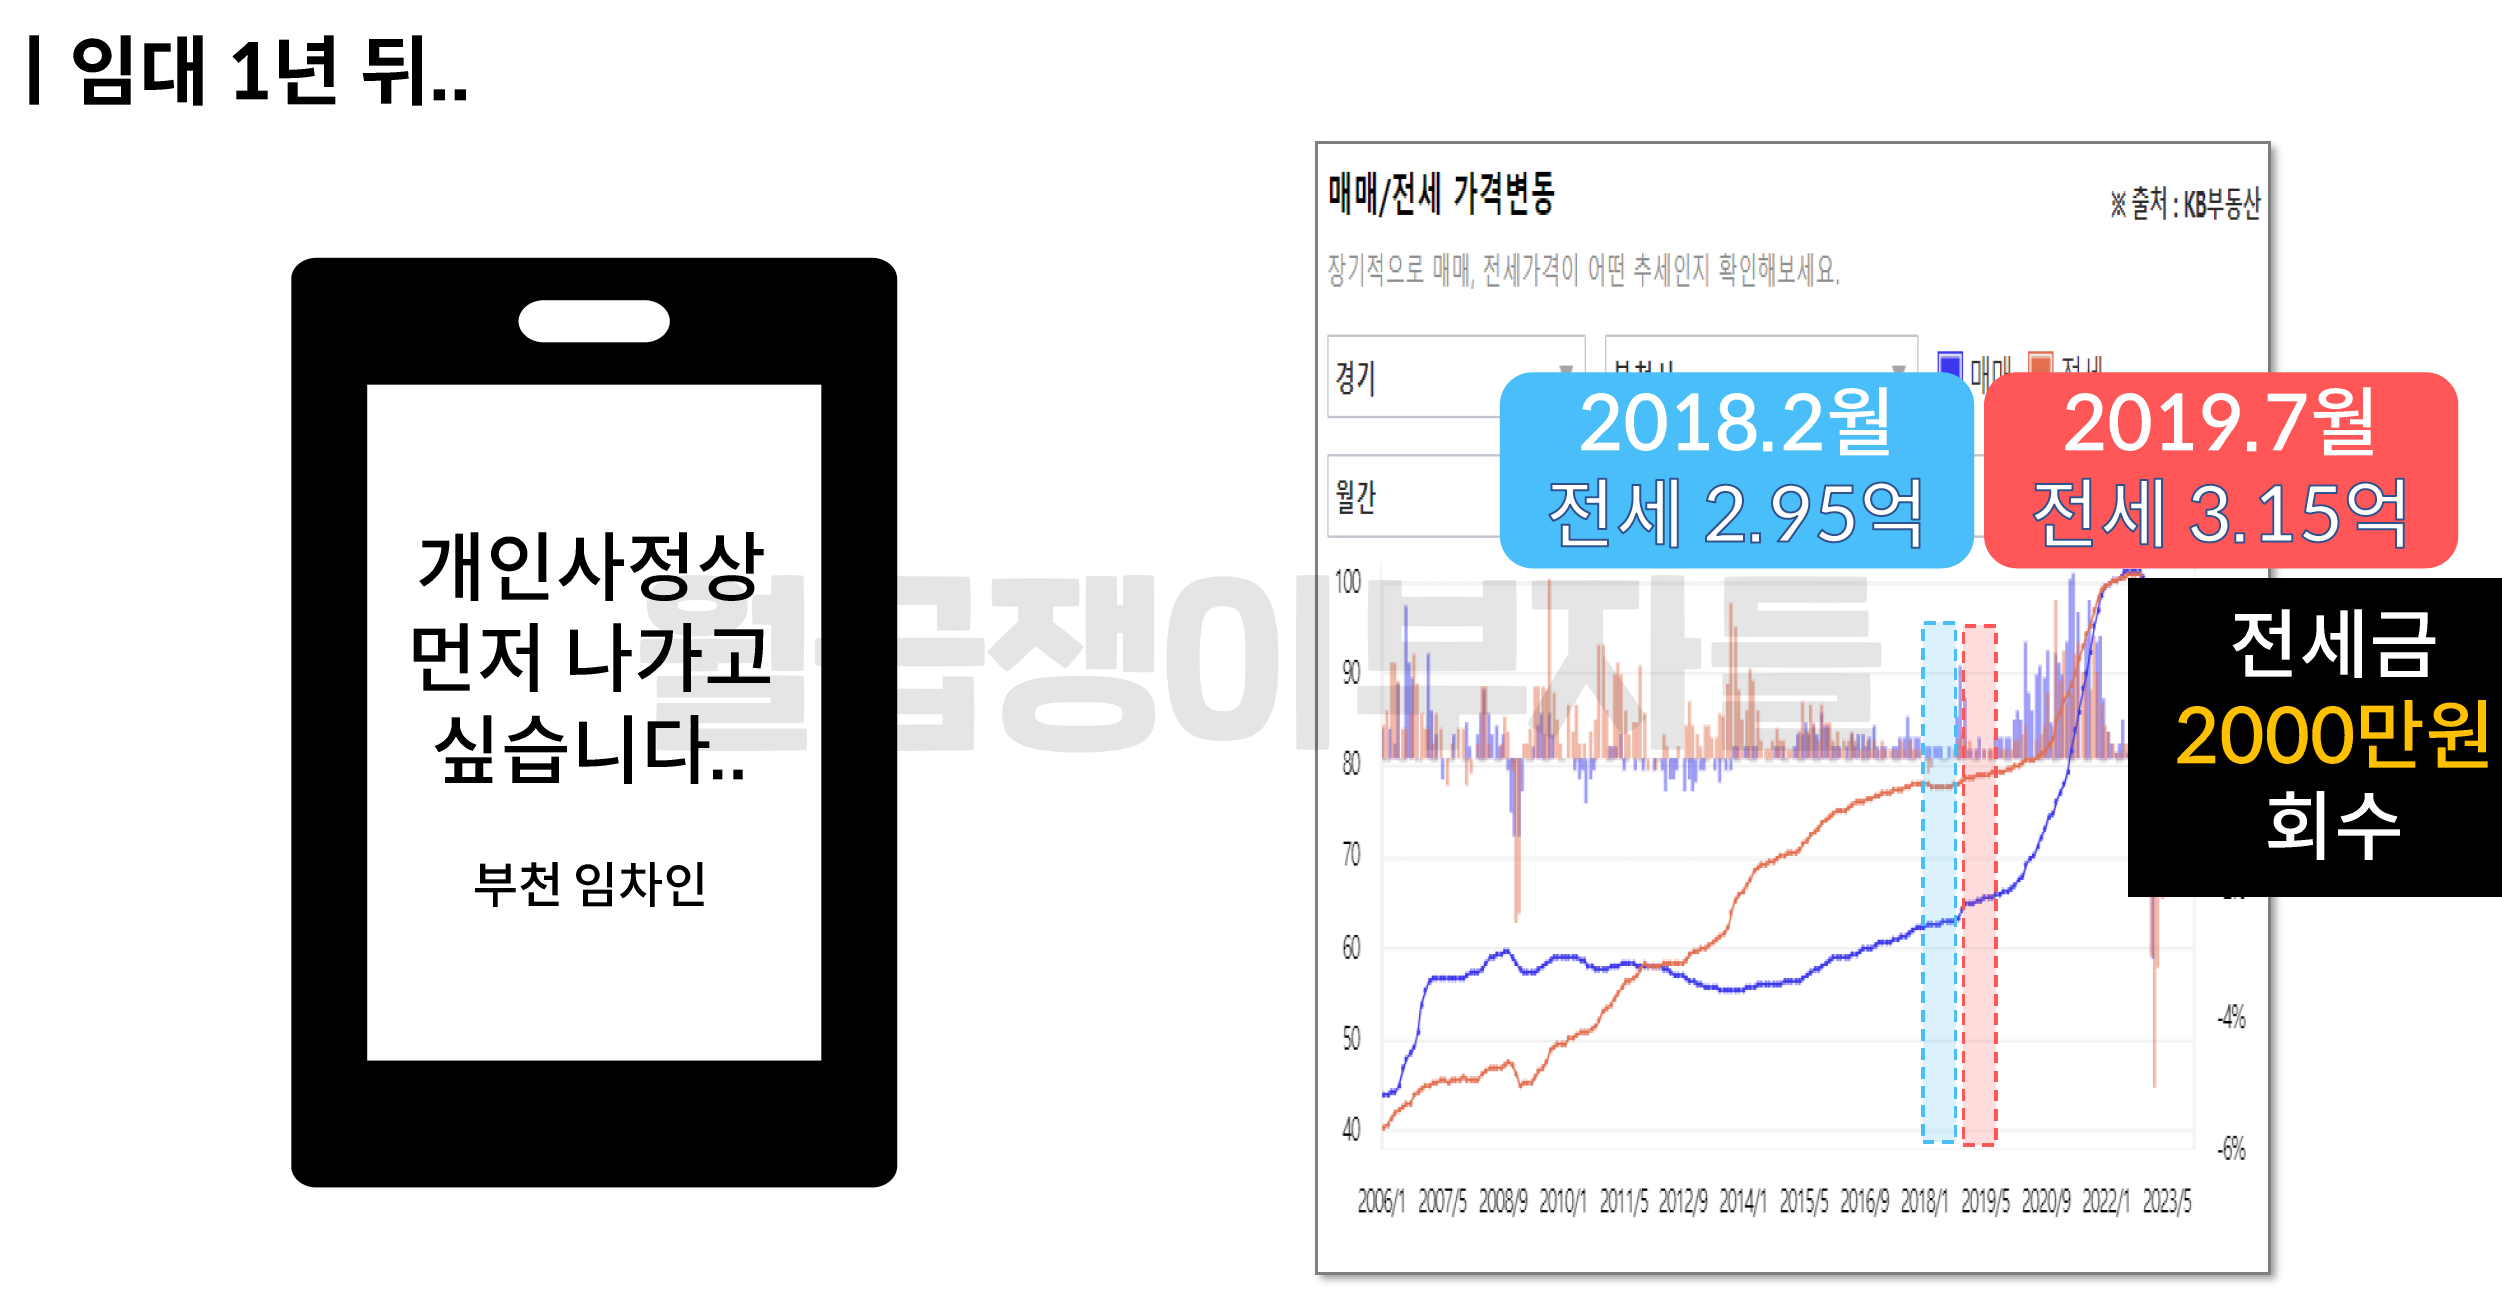 | 임대 1년 뒤..
개인사정상
먼저 나가고
싶습니다..
부천 임차인
월급쟁이부자들
매매/전세 가격변동
※ 출처 : KB부동산
장기적으로 매매, 전세가격이 어떤 추세인지 확인해보세요.
경기
매매 전세
월간
2018.2월
전세 2.95억
2019.7월
전세 3.15억
전세금
2000만원
회수
100
90
80
70
60
50
40
-4%
-6%
2006/1 2007/5 2008/9 2010/1 2011/5 2012/9 2014/1 2015/5 2016/9 2018/1 2019/5 2020/9 2022/1 2023/5